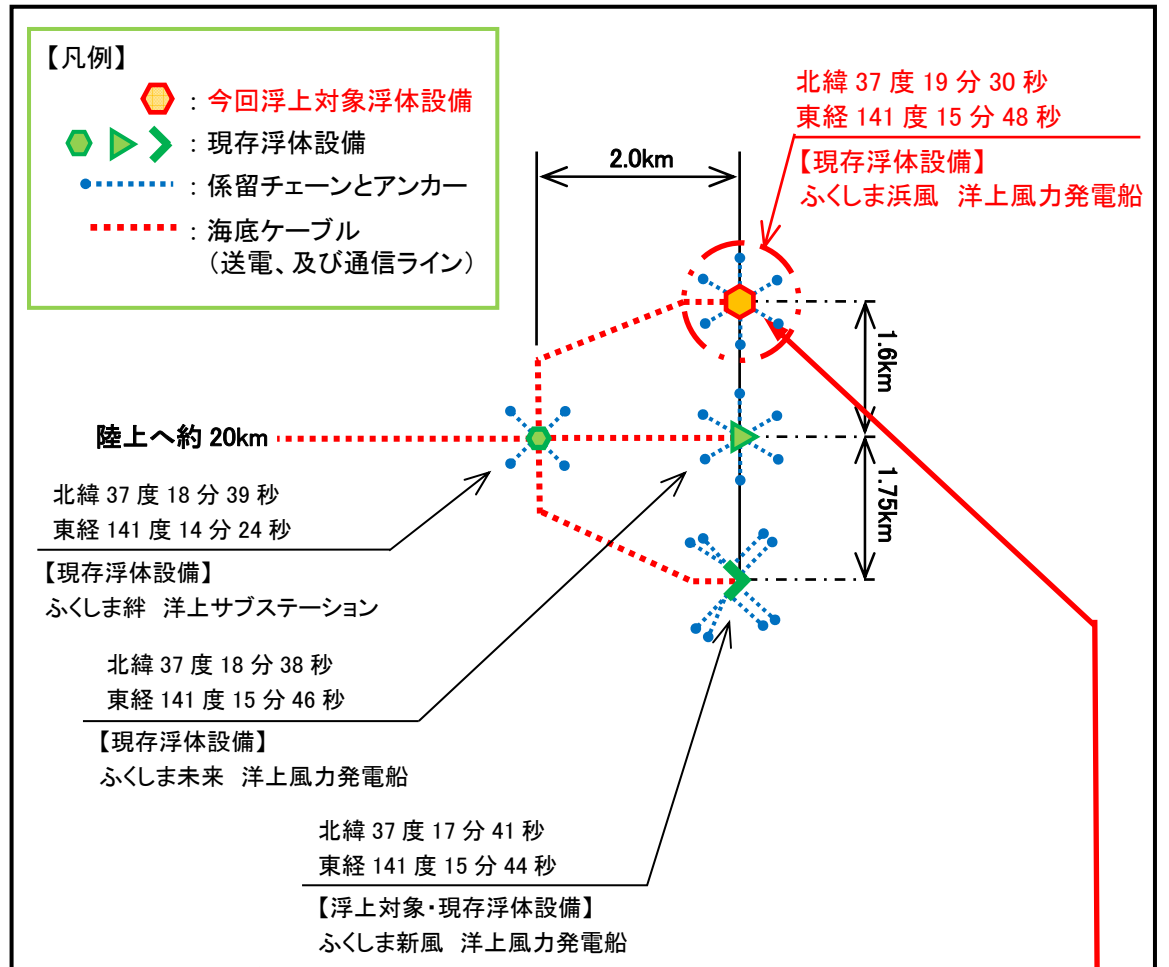 【凡例】
:今回浮上対象浮体設備
:現存浮体設備
:係留チェーンとアンカー
:海底ケーブル
(送電、及び通信ライン)
北緯 37 度 19 分 30 秒
東経 141 度 15 分 48 秒
【現存浮体設備】
ふくしま浜風 洋上風力発電船
2.0km
1.6km
1.75km
陸上へ約 20km
北緯 37 度 18 分 39 秒
東経 141 度 14 分 24 秒
【現存浮体設備】
ふくしま絆 洋上サブステーション
北緯 37 度 18 分 38 秒
東経 141 度 15 分 46 秒
【現存浮体設備】
ふくしま未来 洋上風力発電船
北緯 37 度 17 分 41 秒
東経 141 度 15 分 44 秒
【浮上対象・現存浮体設備】
ふくしま新風 洋上風力発電船